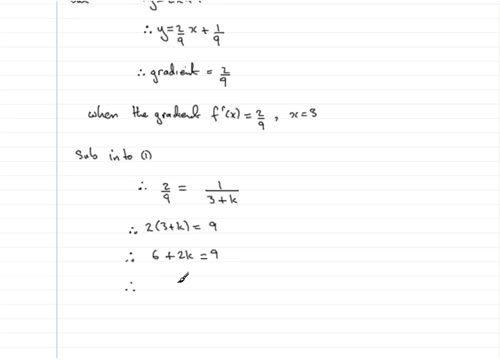 ∴ y = 2/9 x + 1/9
∴ gradient = 2/9
when the gradient f'(x) = 2/9 , x = 3
Sub into (1)
∴ 2/9 = 1/(3+k)
∴ 2(3+k) = 9
∴ 6 + 2k = 9
∴